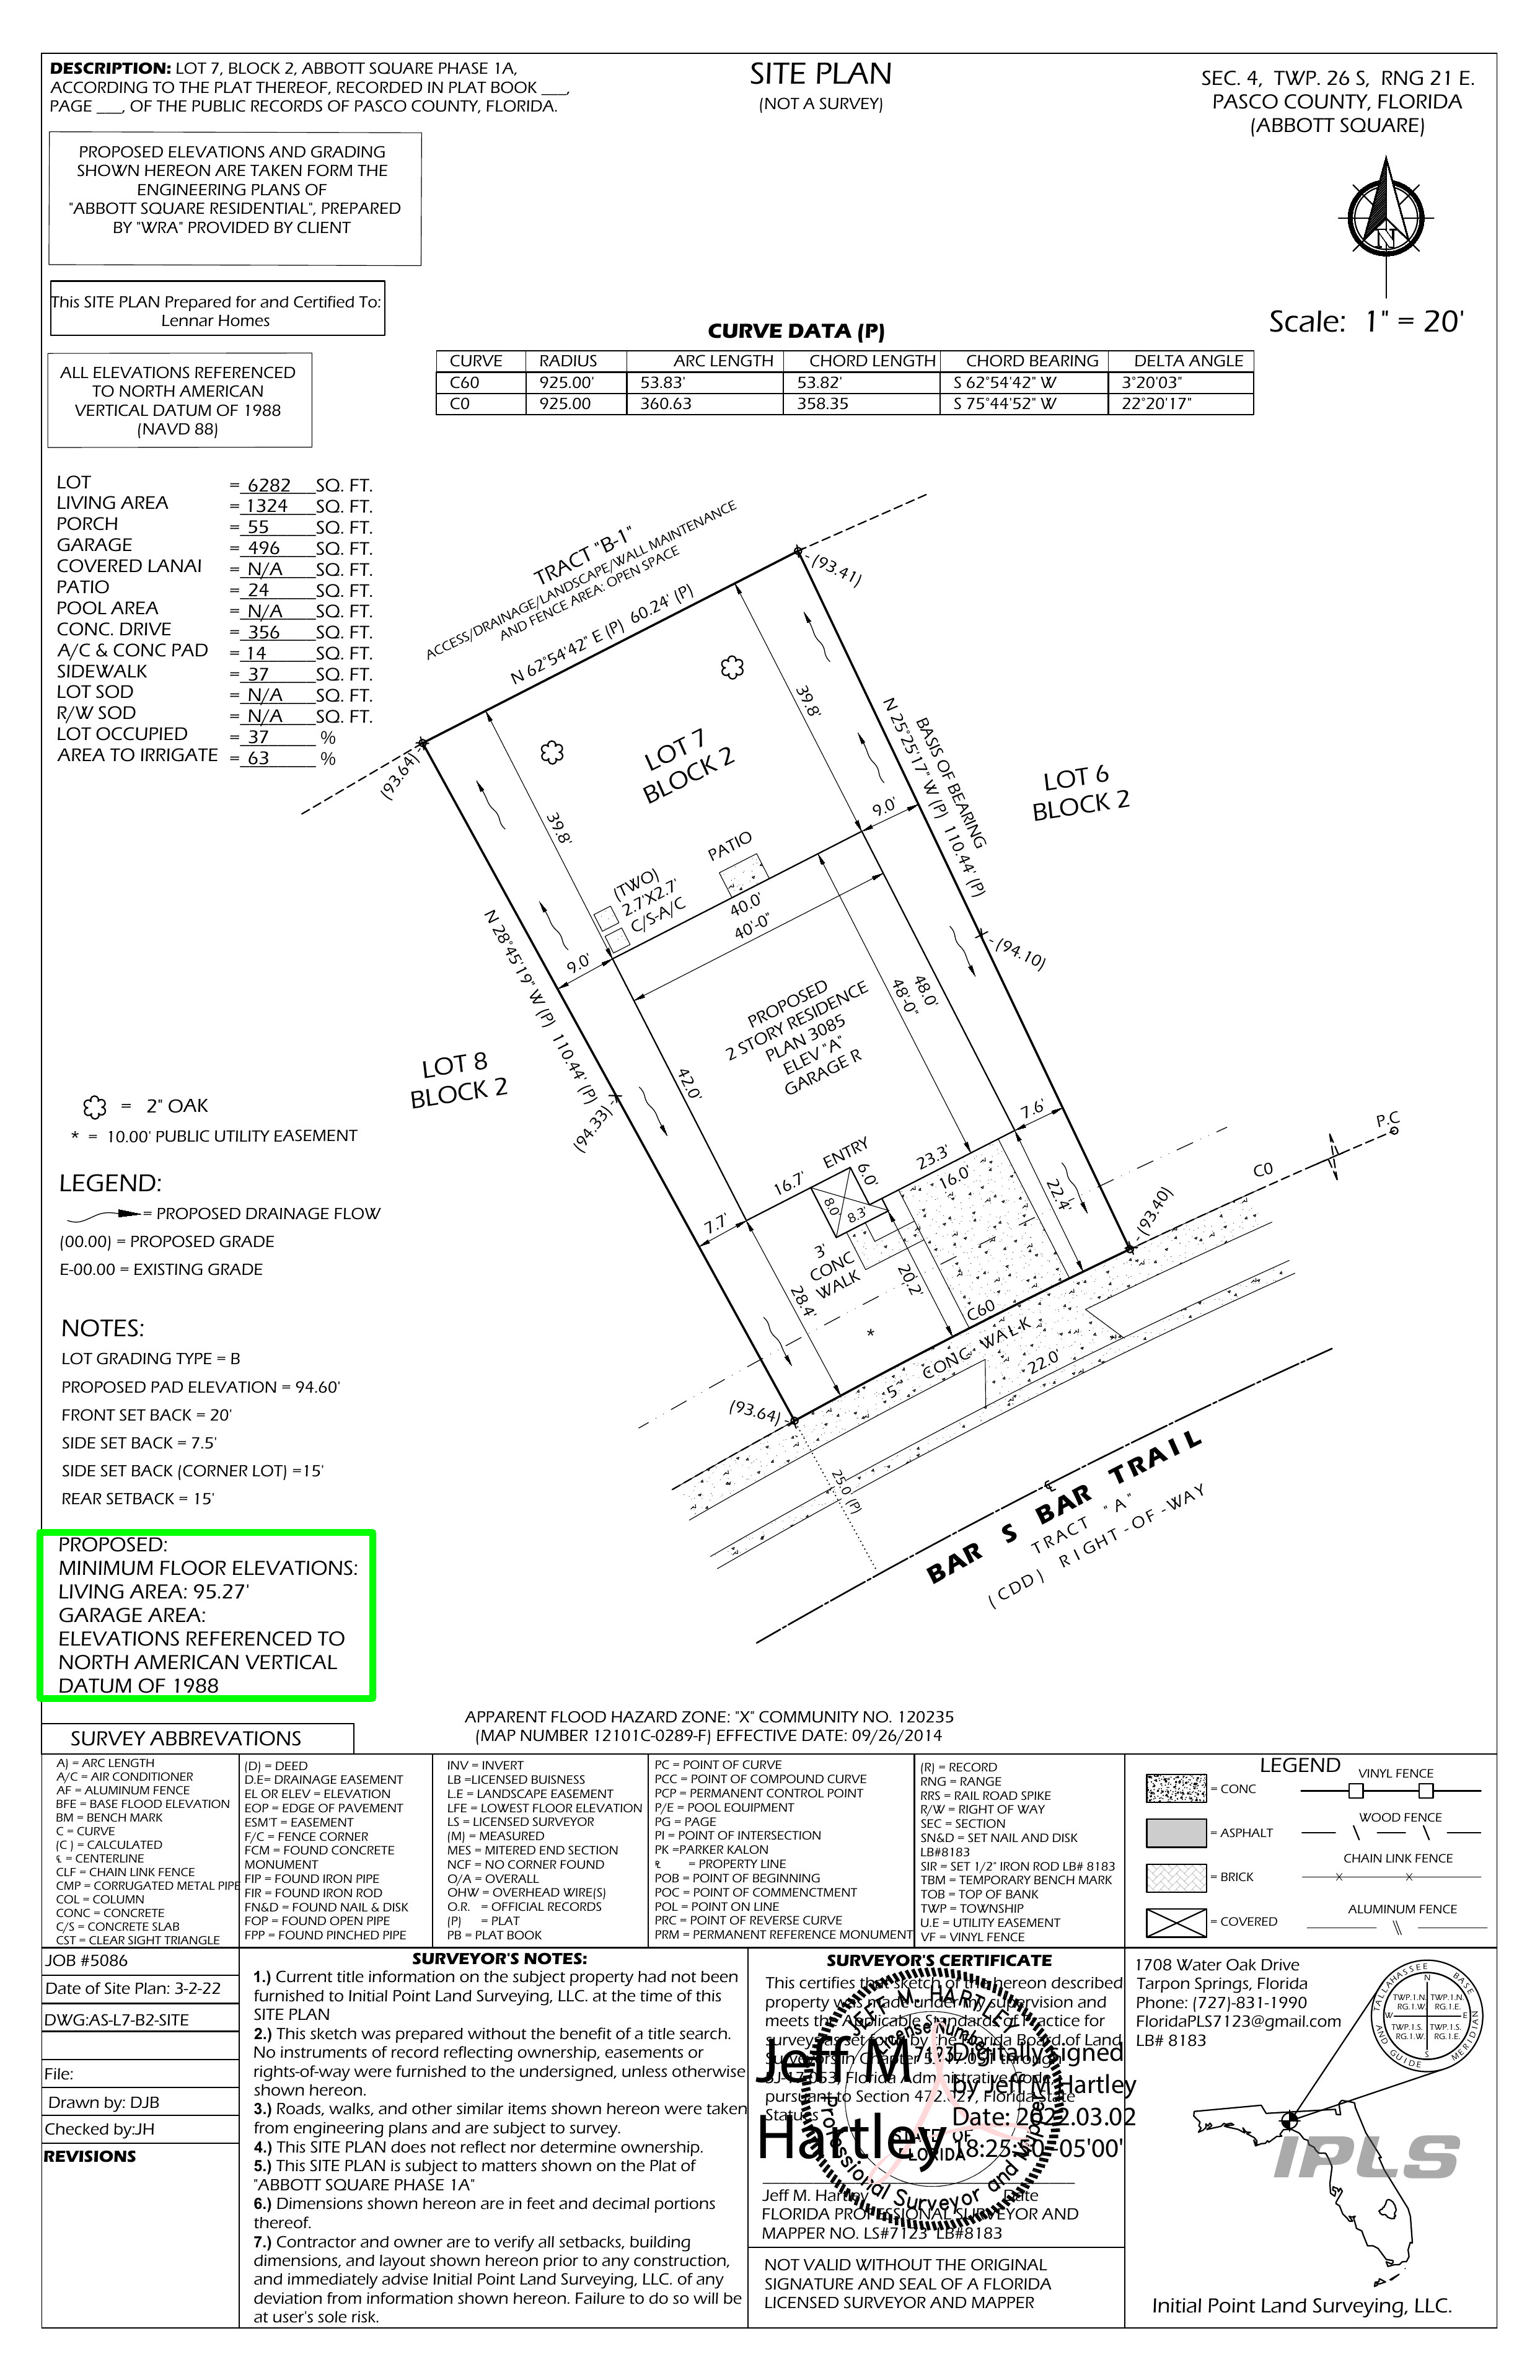 DESCRIPTION: LOT 7, BLOCK 2, ABBOTT SQUARE PHASE 1A,
ACCORDING TO THE PLAT THEREOF, RECORDED IN PLAT BOOK ___,
PAGE ___, OF THE PUBLIC RECORDS OF PASCO COUNTY, FLORIDA.
SITE PLAN
(NOT A SURVEY)
SEC. 4, TWP. 26 S, RNG 21 E.
PASCO COUNTY, FLORIDA
(ABBOTT SQUARE)
PROPOSED ELEVATIONS AND GRADING
SHOWN HEREON ARE TAKEN FORM THE
ENGINEERING PLANS OF
"ABBOTT SQUARE RESIDENTIAL", PREPARED
BY "WRA" PROVIDED BY CLIENT
N
Scale: 1" = 20'
This SITE PLAN Prepared for and Certified To:
Lennar Homes
ALL ELEVATIONS REFERENCED
TO NORTH AMERICAN
VERTICAL DATUM OF 1988
(NAVD 88)
CURVE DATA (P)
CURVE RADIUS ARC LENGTH CHORD LENGTH CHORD BEARING DELTA ANGLE
C60 925.00' 53.83' 53.82' S 62°54'42" W 3°20'03"
C0 925.00 360.63 358.35 S 75°44'52" W 22°20'17"
LOT = 6282 SQ. FT.
LIVING AREA = 1324 SQ. FT.
PORCH = 55 SQ. FT.
GARAGE = 496 SQ. FT.
COVERED LANAI = N/A SQ. FT.
PATIO = 24 SQ. FT.
POOL AREA = N/A SQ. FT.
CONC. DRIVE = 356 SQ. FT.
A/C & CONC PAD = 14 SQ. FT.
SIDEWALK = 37 SQ. FT.
LOT SOD = N/A SQ. FT.
R/W SOD = N/A SQ. FT.
LOT OCCUPIED = 37 %
AREA TO IRRIGATE = 63 %
TRACT "B-1"
ACCESS/DRAINAGE/LANDSCAPE/WALL MAINTENANCE
AND FENCE AREA: OPEN SPACE
N 62°54'42" E (P) 60.24' (P)
(93.41)
(93.64)
39.8'
39.8'
LOT 7
BLOCK 2
BASIS OF BEARING
N 25°25'17" W (P) 110.44' (P)
LOT 6
BLOCK 2
9.0'
PATIO
(TWO)
2.7'X2.7'
C/S-A/C
40.0'
40'-0"
9.0'
N 28°45'19" W (P) 110.44' (P)
(94.10)
48.0'
48'-0"
PROPOSED
2 STORY RESIDENCE
PLAN 3085
ELEV "A"
GARAGE R
LOT 8
BLOCK 2
42.0'
(94.33)
7.6'
ENTRY
23.3'
16.0'
16.7'
6.0'
8.0'
8.3'
7.7'
22.4'
3'
CONC
WALK
20.2'
28.4'
(93.40)
P.C
C0
C60
*
5' CONC WALK
22.0'
(93.64)
25.0 (P)
BAR S BAR TRAIL
TRACT "A"
(CDD) RIGHT-OF-WAY
= 2" OAK
* = 10.00' PUBLIC UTILITY EASEMENT
LEGEND:
= PROPOSED DRAINAGE FLOW
(00.00) = PROPOSED GRADE
E-00.00 = EXISTING GRADE
NOTES:
LOT GRADING TYPE = B
PROPOSED PAD ELEVATION = 94.60'
FRONT SET BACK = 20'
SIDE SET BACK = 7.5'
SIDE SET BACK (CORNER LOT) =15'
REAR SETBACK = 15'
PROPOSED:
MINIMUM FLOOR ELEVATIONS:
LIVING AREA: 95.27'
GARAGE AREA:
ELEVATIONS REFERENCED TO
NORTH AMERICAN VERTICAL
DATUM OF 1988
APPARENT FLOOD HAZARD ZONE: "X" COMMUNITY NO. 120235
(MAP NUMBER 12101C-0289-F) EFFECTIVE DATE: 09/26/2014
SURVEY ABBREVATIONS
A) = ARC LENGTH
A/C = AIR CONDITIONER
AF = ALUMINUM FENCE
BFE = BASE FLOOD ELEVATION
BM = BENCH MARK
C = CURVE
(C ) = CALCULATED
℄ = CENTERLINE
CLF = CHAIN LINK FENCE
CMP = CORRUGATED METAL PIPE
COL = COLUMN
CONC = CONCRETE
C/S = CONCRETE SLAB
CST = CLEAR SIGHT TRIANGLE
(D) = DEED
D.E= DRAINAGE EASEMENT
EL OR ELEV = ELEVATION
EOP = EDGE OF PAVEMENT
ESM'T = EASEMENT
F/C = FENCE CORNER
FCM = FOUND CONCRETE
MONUMENT
FIP = FOUND IRON PIPE
FIR = FOUND IRON ROD
FN&D = FOUND NAIL & DISK
FOP = FOUND OPEN PIPE
FPP = FOUND PINCHED PIPE
INV = INVERT
LB =LICENSED BUISNESS
L.E = LANDSCAPE EASEMENT
LFE = LOWEST FLOOR ELEVATION
LS = LICENSED SURVEYOR
(M) = MEASURED
MES = MITERED END SECTION
NCF = NO CORNER FOUND
O/A = OVERALL
OHW = OVERHEAD WIRE(S)
O.R. = OFFICIAL RECORDS
(P) = PLAT
PB = PLAT BOOK
PC = POINT OF CURVE
PCC = POINT OF COMPOUND CURVE
PCP = PERMANENT CONTROL POINT
P/E = POOL EQUIPMENT
PG = PAGE
PI = POINT OF INTERSECTION
PK =PARKER KALON
℄ = PROPERTY LINE
POB = POINT OF BEGINNING
POC = POINT OF COMMENCTMENT
POL = POINT ON LINE
PRC = POINT OF REVERSE CURVE
PRM = PERMANENT REFERENCE MONUMENT
(R) = RECORD
RNG = RANGE
RRS = RAIL ROAD SPIKE
R/W = RIGHT OF WAY
SEC = SECTION
SN&D = SET NAIL AND DISK
LB#8183
SIR = SET 1/2" IRON ROD LB# 8183
TBM = TEMPORARY BENCH MARK
TOB = TOP OF BANK
TWP = TOWNSHIP
U.E = UTILITY EASEMENT
VF = VINYL FENCE
LEGEND
= CONC
= ASPHALT
= BRICK
= COVERED
VINYL FENCE
WOOD FENCE
CHAIN LINK FENCE
ALUMINUM FENCE
JOB #5086
Date of Site Plan: 3-2-22
DWG:AS-L7-B2-SITE
File:
Drawn by: DJB
Checked by:JH
REVISIONS
SURVEYOR'S NOTES:
1.) Current title information on the subject property had not been
furnished to Initial Point Land Surveying, LLC. at the time of this
SITE PLAN
2.) This sketch was prepared without the benefit of a title search.
No instruments of record reflecting ownership, easements or
rights-of-way were furnished to the undersigned, unless otherwise
shown hereon.
3.) Roads, walks, and other similar items shown hereon were taken
from engineering plans and are subject to survey.
4.) This SITE PLAN does not reflect nor determine ownership.
5.) This SITE PLAN is subject to matters shown on the Plat of
"ABBOTT SQUARE PHASE 1A"
6.) Dimensions shown hereon are in feet and decimal portions
thereof.
7.) Contractor and owner are to verify all setbacks, building
dimensions, and layout shown hereon prior to any construction,
and immediately advise Initial Point Land Surveying, LLC. of any
deviation from information shown hereon. Failure to do so will be
at user's sole risk.
SURVEYOR'S CERTIFICATE
This certifies that sketch of the hereon described
property was made under my supervision and
meets the Applicable Standards of Practice for
surveys as set forth by the Florida Board of Land
Surveyors in Chapter through
Florida Administrative Code,
pursuant to Section 472.027, Florida State
Statues
Jeff M
Hartley
Digitally signed
by Jeff M Hartley
Date: 2022.03.02
18:25:50 -05'00'
JEFF M. HARTLEY
License Number
7123
STATE OF
FLORIDA
Professional Surveyor and Mapper
Jeff M. Hartley Date
FLORIDA PROFESSIONAL SURVEYOR AND
MAPPER NO. LS#7123 LB#8183
NOT VALID WITHOUT THE ORIGINAL
SIGNATURE AND SEAL OF A FLORIDA
LICENSED SURVEYOR AND MAPPER
1708 Water Oak Drive
Tarpon Springs, Florida
Phone: (727)-831-1990
FloridaPLS7123@gmail.com
LB# 8183
TALLAHASSEE BASE
AND GUIDE MERIDIAN
N
W
E
S
TWP.1N. RG.1W.
TWP.1N. RG.1E.
TWP.1S. RG.1W.
TWP.1S. RG.1E.
IPLS
Initial Point Land Surveying, LLC.